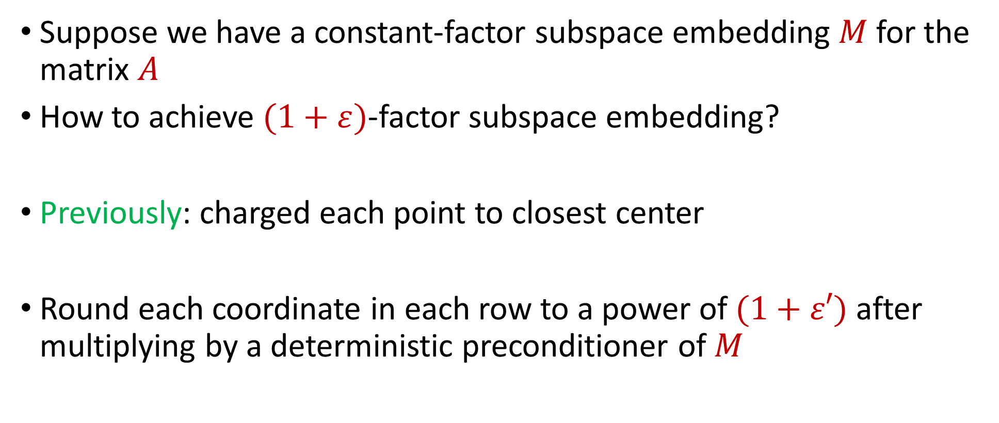 • Suppose we have a constant-factor subspace embedding M for the
matrix A
• How to achieve (1 + ε)-factor subspace embedding?
• Previously: charged each point to closest center
• Round each coordinate in each row to a power of (1 + ε′) after
multiplying by a deterministic preconditioner of M